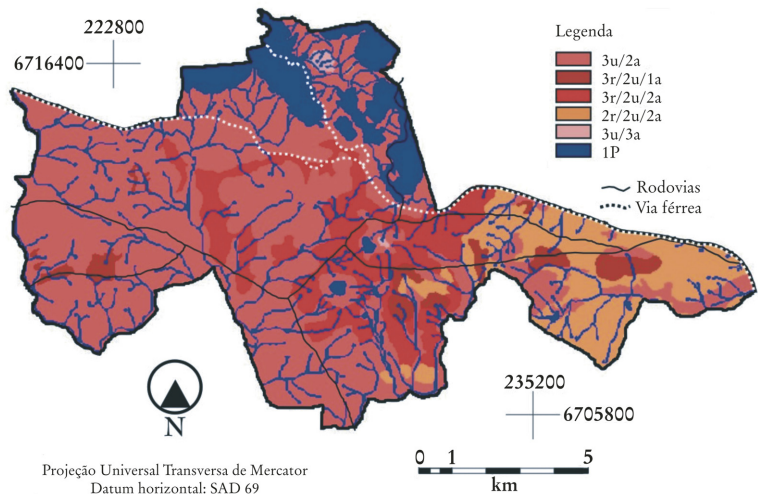 222800
6716400
Legenda
3u/2a
3r/2u/1a
3r/2u/2a
2r/2u/2a
3u/3a
1P
Rodovias
Via férrea
N
235200
6705800
0 1 5
km
Projeção Universal Transversa de Mercator
Datum horizontal: SAD 69